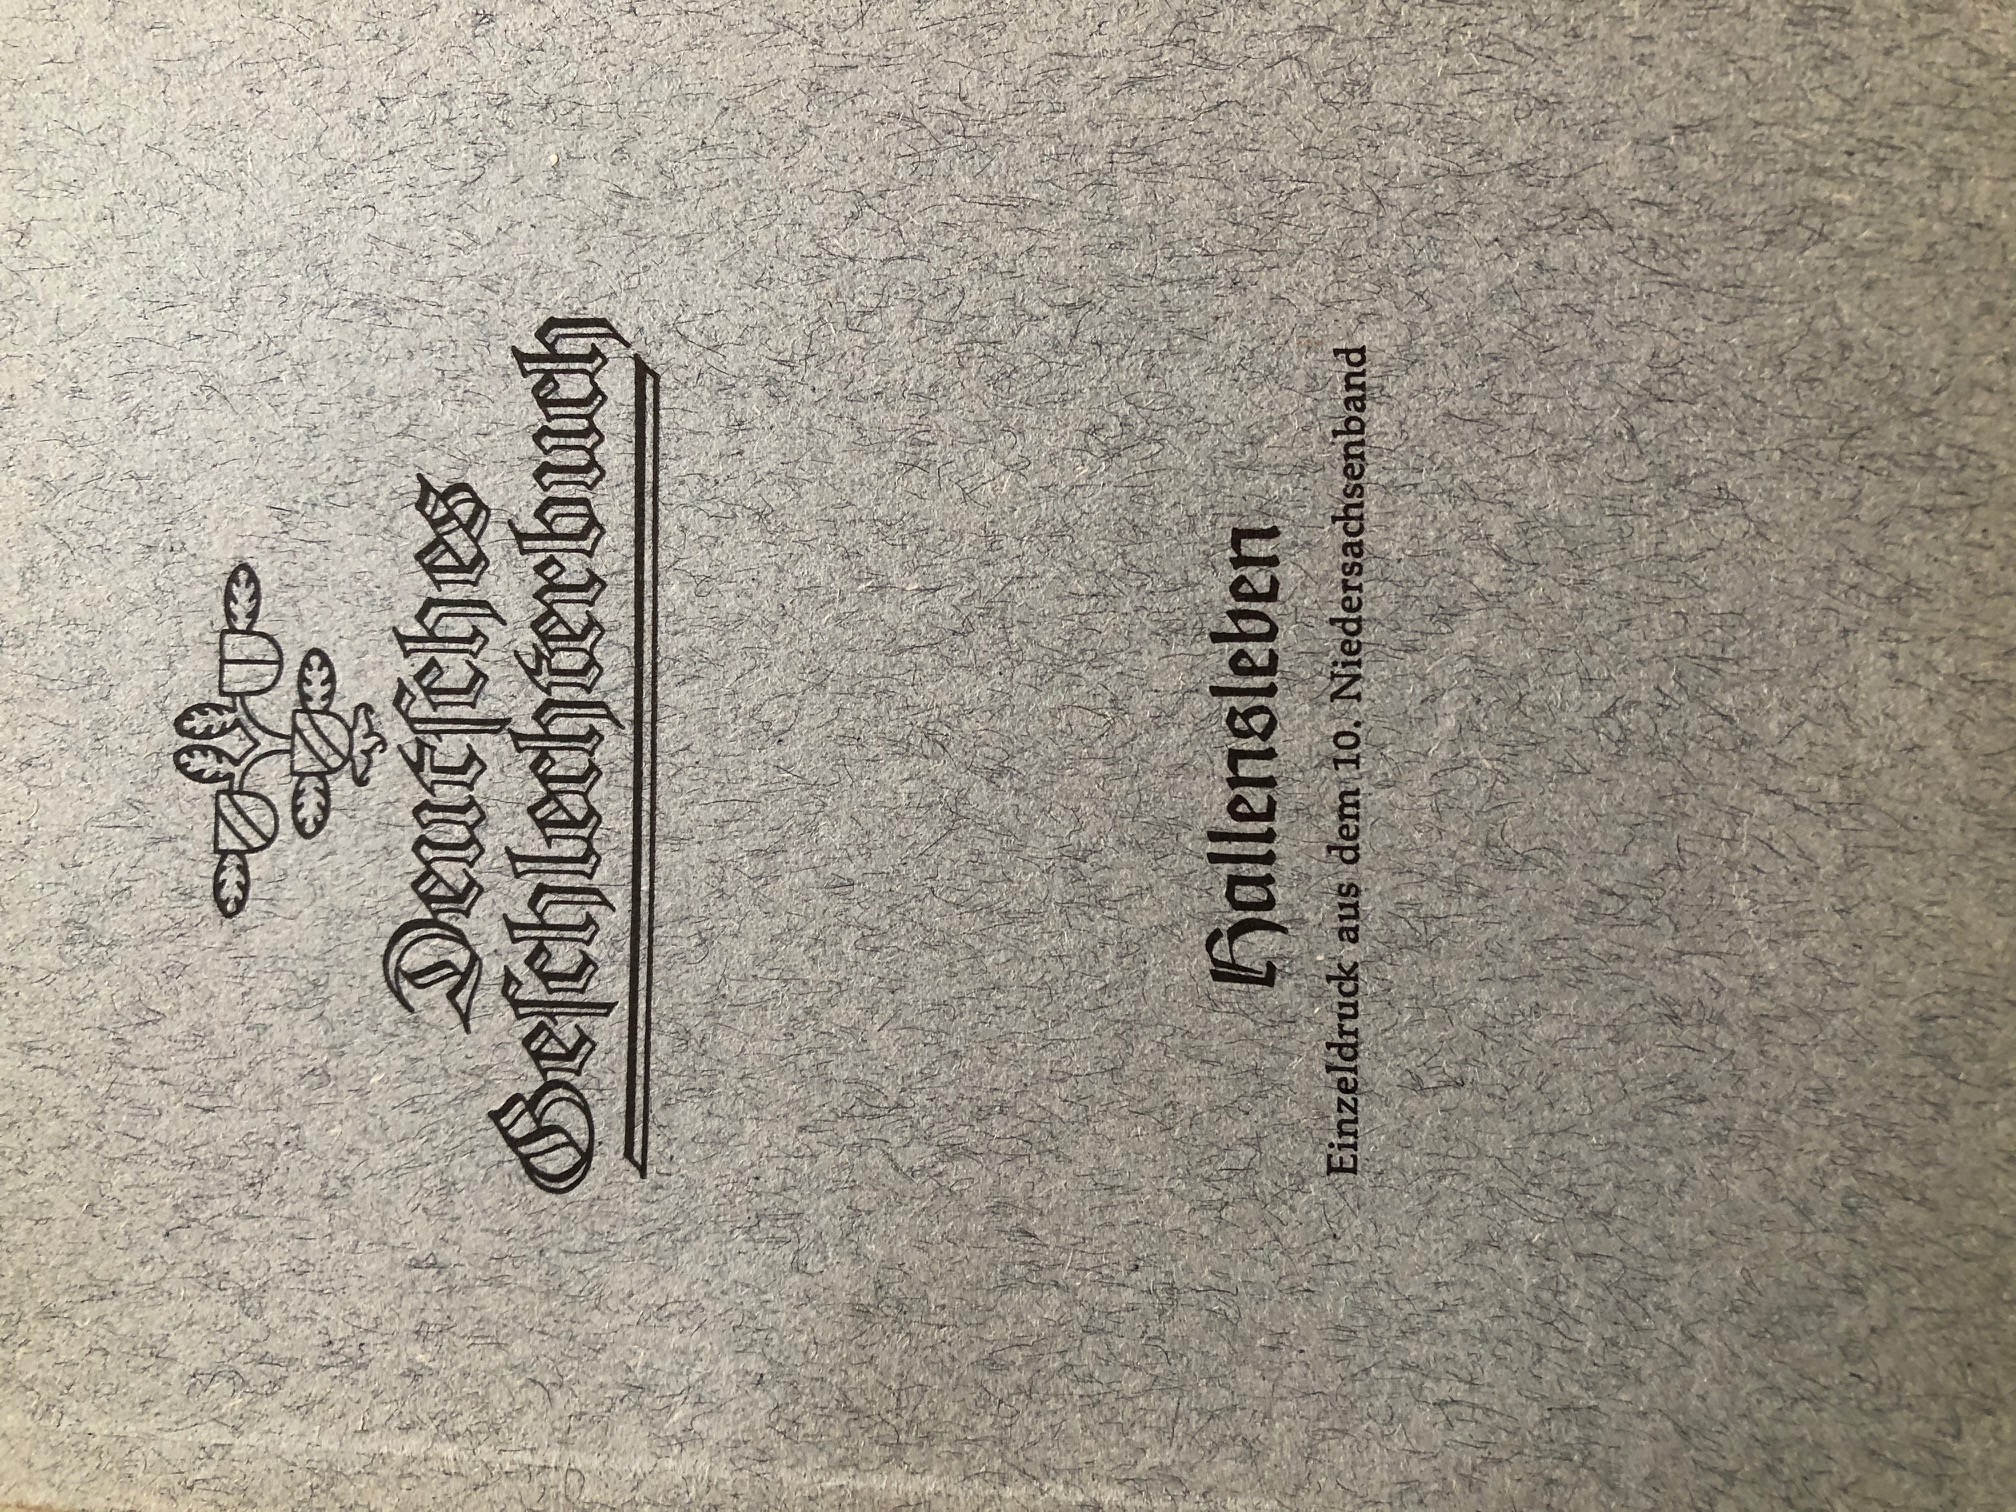 Deutſches
Geſchlechterbuch
Hallensleben
Einzeldruck aus dem 10. Niedersachsenband